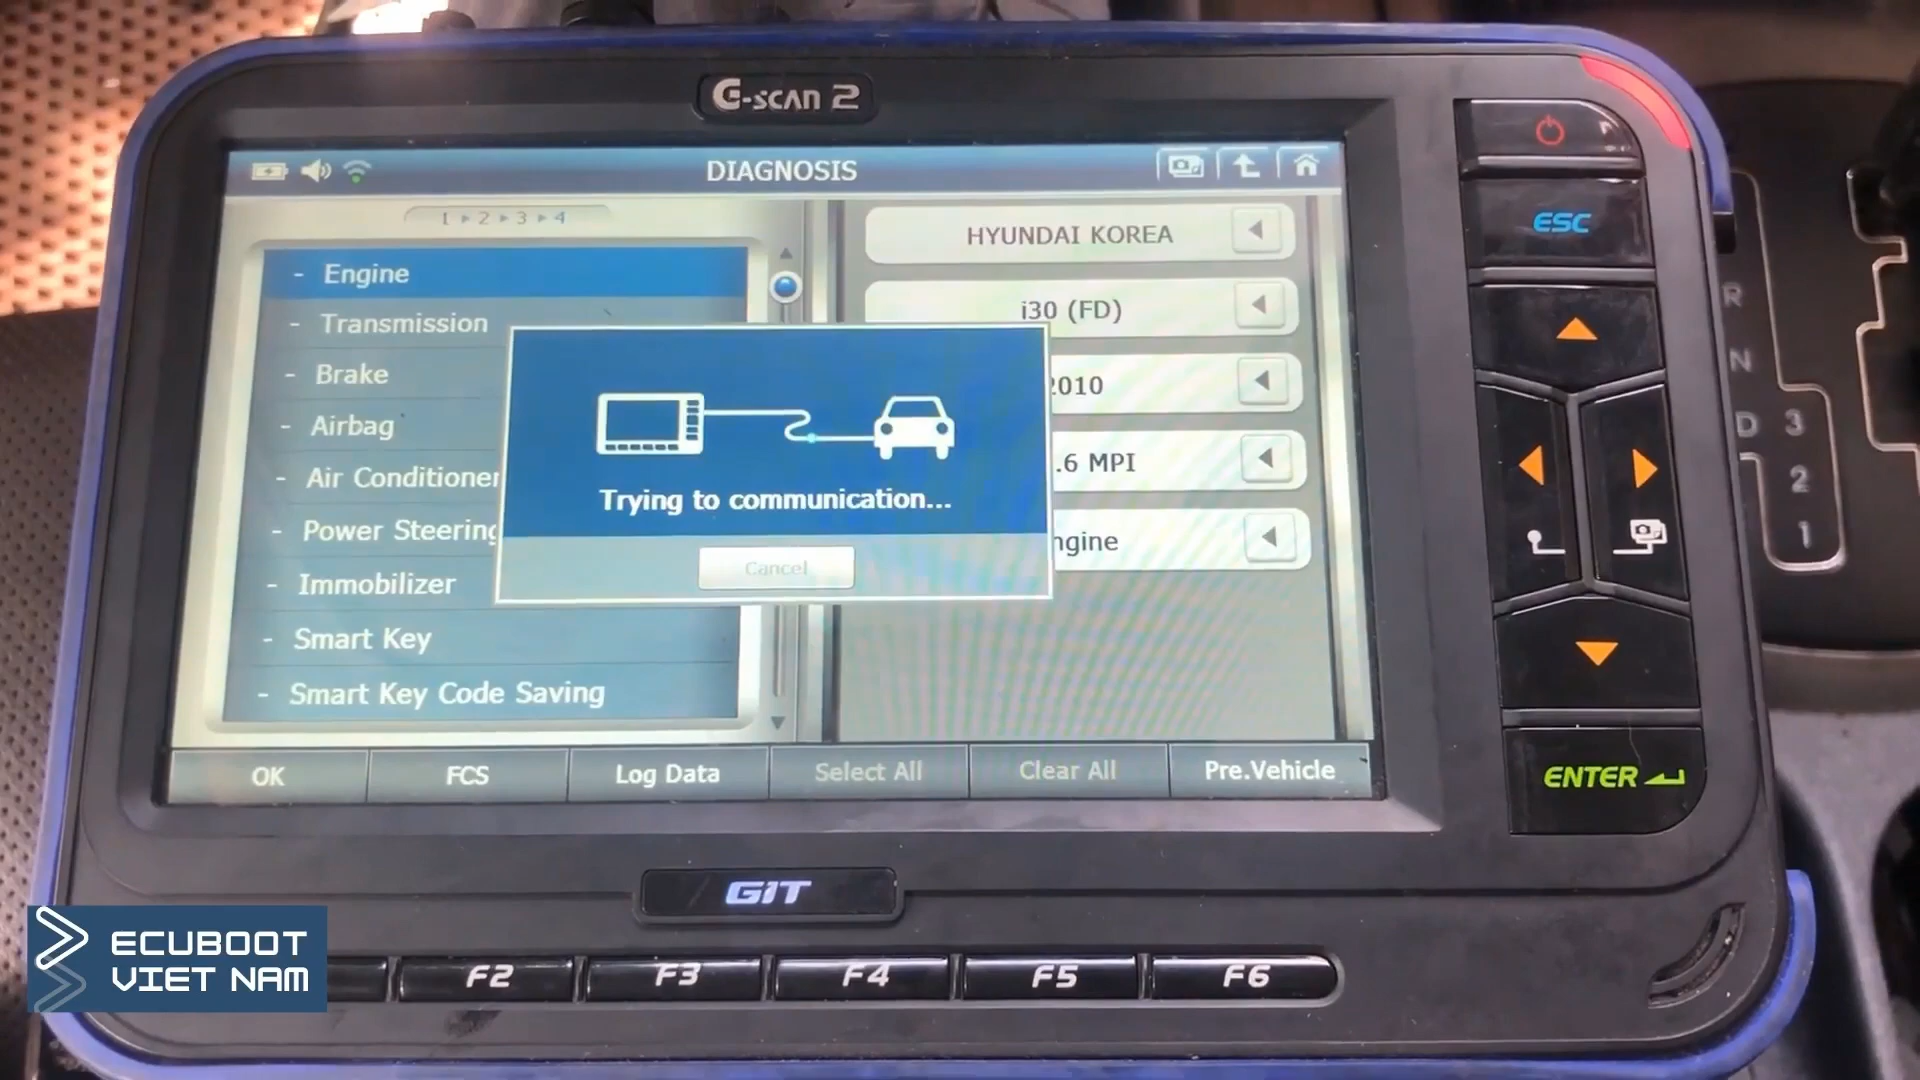 G-SCAN 2
DIAGNOSIS
1 ▸ 2 ▸ 3 ▸ 4
- Engine
- Transmission
- Brake
- Airbag
- Air Conditioner
- Power Steering
- Immobilizer
- Smart Key
- Smart Key Code Saving
HYUNDAI KOREA
i30 (FD)
2010
.6 MPI
ngine
Trying to communication...
Cancel
OK
FCS
Log Data
Select All
Clear All
Pre.Vehicle
ESC
ENTER
GIT
F2
F3
F4
F5
F6
R
N
D
3
2
1
ECUBOOT
VIET NAM